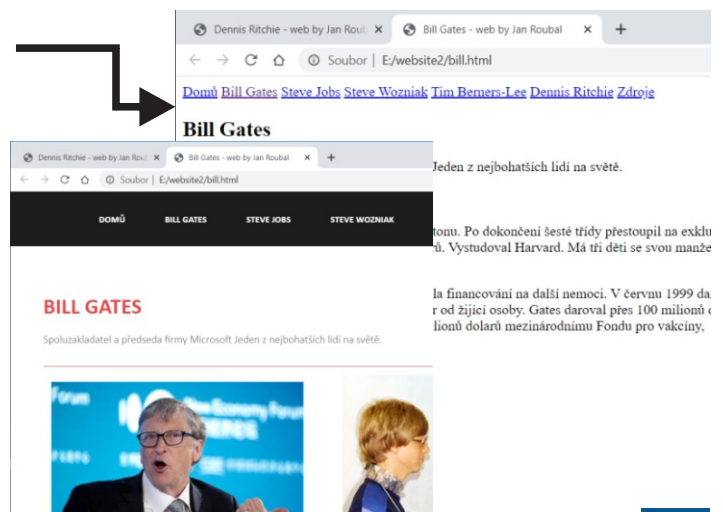 Dennis Ritchie - web by Jan Roub
Bill Gates - web by Jan Roubal
Soubor | E:/website2/bill.html
Domů Bill Gates Steve Jobs Steve Wozniak Tim Berners-Lee Dennis Ritchie Zdroje
Bill Gates
Jeden z nejbohatších lidí na světě.
tonu. Po dokončení šesté třídy přestoupil na exklu
ů. Vystudoval Harvard. Má tři děti se svou manže
la financování na další nemoci. V červnu 1999 da
r od žijící osoby. Gates daroval přes 100 milionů
lionů dolarů mezinárodnímu Fondu pro vakcíny,
Dennis Ritchie - web by Jan Roub
Bill Gates - web by Jan Roubal
Soubor | E:/website2/bill.html
DOMŮ BILL GATES STEVE JOBS STEVE WOZNIAK
BILL GATES
Spoluzakladatel a předseda firmy Microsoft Jeden z nejbohatších lidí na světě.
Forum
Economy Forum